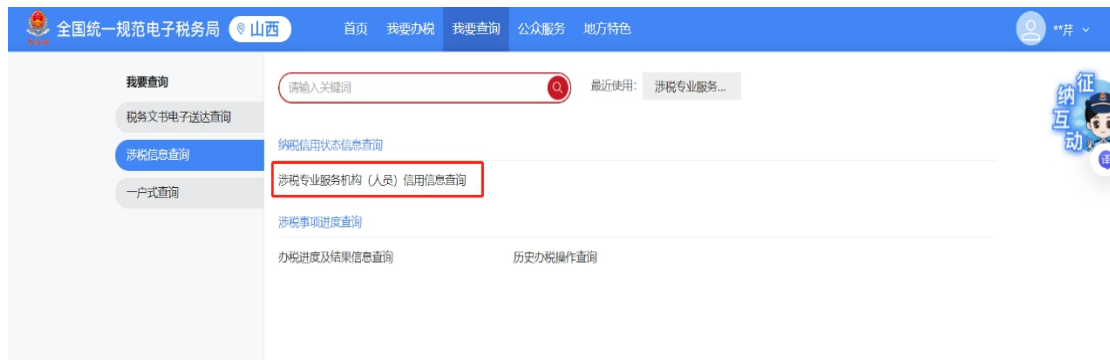 全国统一规范电子税务局 山西 首页 我要办税 我要查询 公众服务 地方特色 **芹
我要查询
税务文书电子送达查询
涉税信息查询
一户式查询
请输入关键词 最近使用： 涉税专业服务...
纳税信用状态信息查询
涉税专业服务机构（人员）信用信息查询
涉税事项进度查询
办税进度及结果信息查询 历史办税操作查询
征纳互动
译